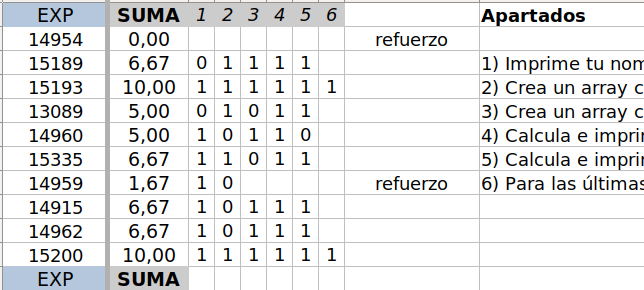 EXP SUMA 1 2 3 4 5 6 Apartados
14954 0,00 refuerzo
15189 6,67 0 1 1 1 1 1) Imprime tu
15193 10,00 1 1 1 1 1 1 2) Crea un array
13089 5,00 0 1 0 1 1 3) Crea un array
14960 5,00 1 0 1 1 0 4) Calcula e
15335 6,67 1 1 0 1 1 5) Calcula e
14959 1,67 1 0 refuerzo 6) Para las últimas
14915 6,67 1 0 1 1 1
14962 6,67 1 0 1 1 1
15200 10,00 1 1 1 1 1 1
EXP SUMA